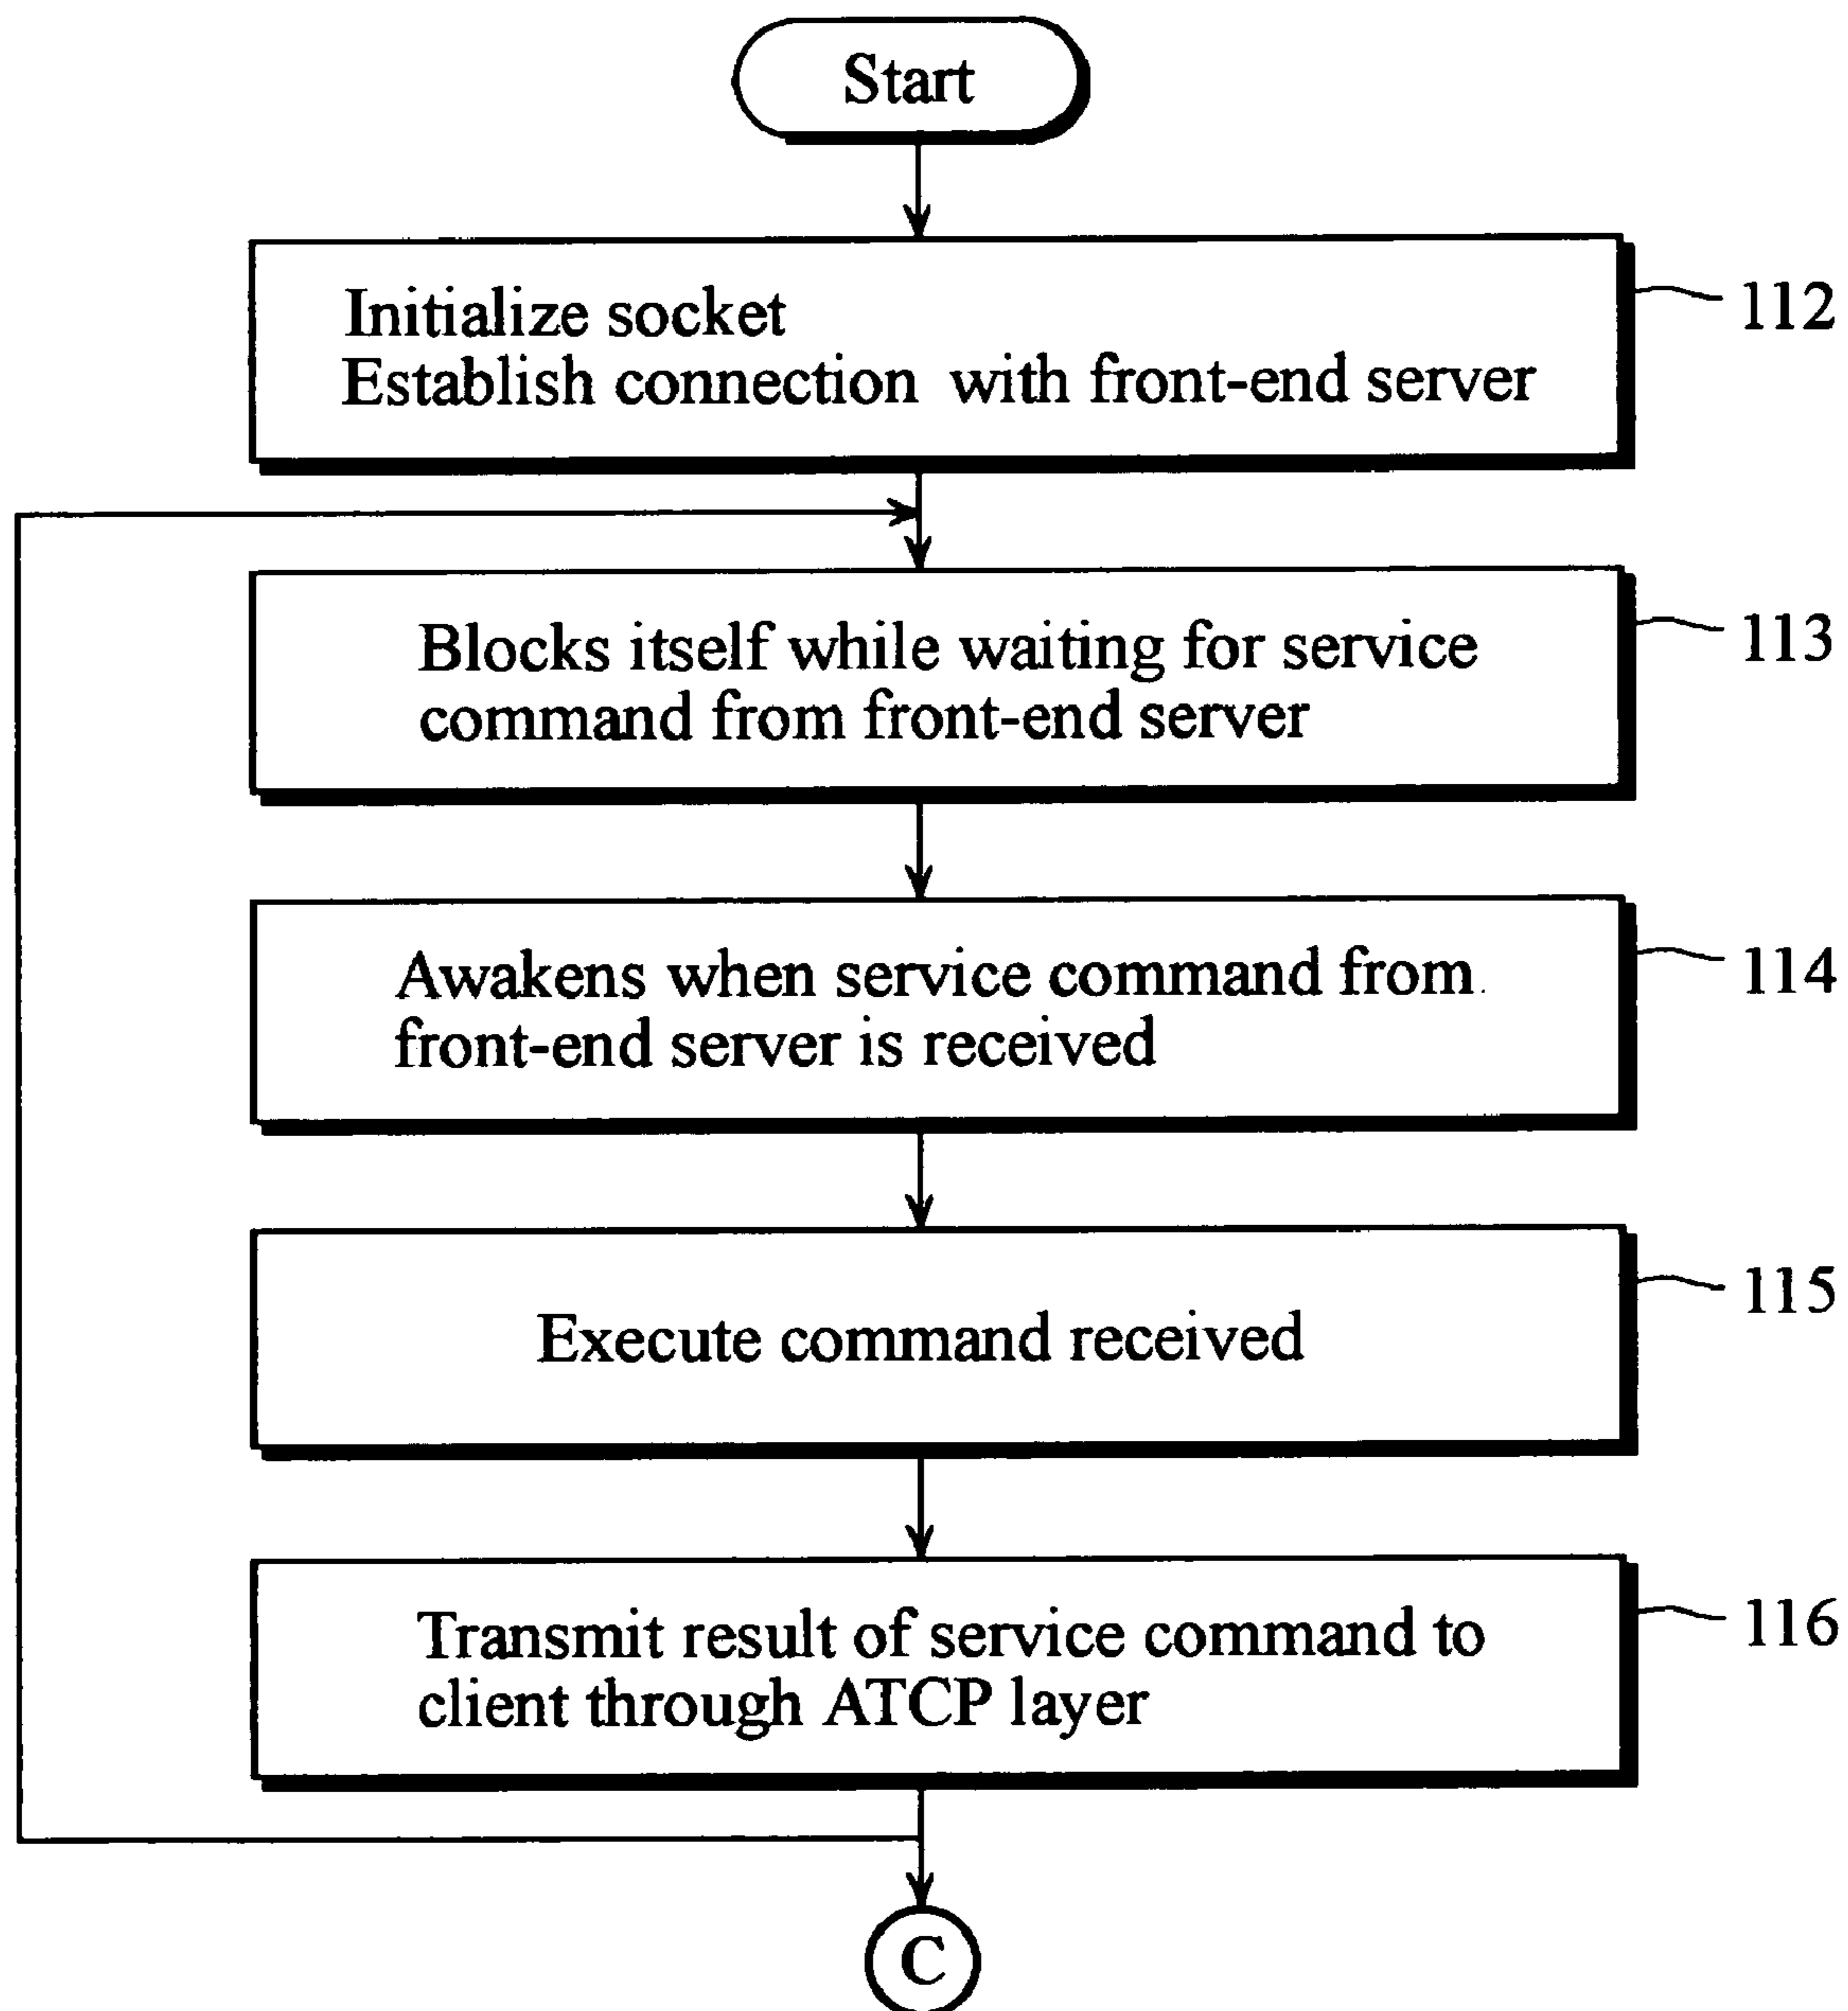 Start
Initialize socket
Establish connection with front-end server
112
Blocks itself while waiting for service
command from front-end server
113
Awakens when service command from
front-end server is received
114
Execute command received
115
Transmit result of service command to
client through ATCP layer
116
C